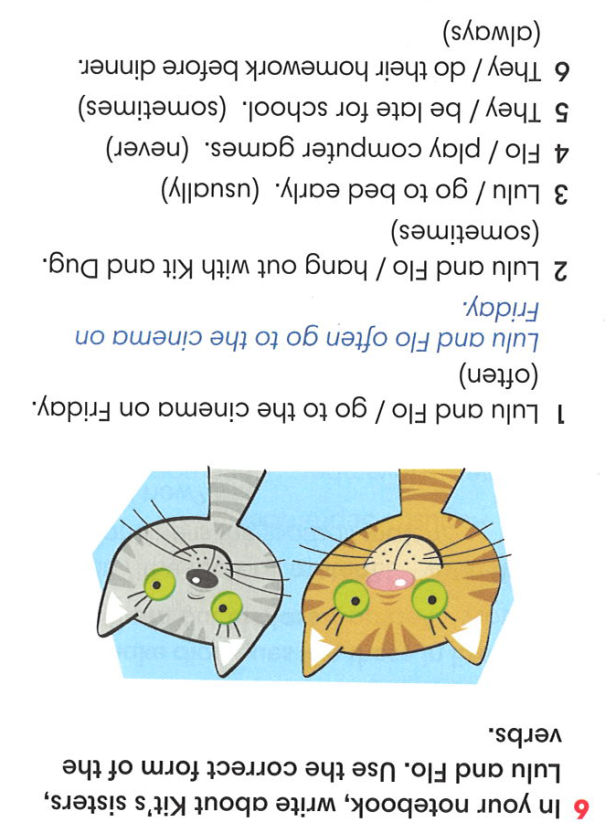 6 In your notebook, write about Kit's sisters,
Lulu and Flo. Use the correct form of the
verbs.
1 Lulu and Flo / go to the cinema on Friday.
(often)
Lulu and Flo often go to the cinema on
Friday.
2 Lulu and Flo / hang out with Kit and Dug.
(sometimes)
3 Lulu / go to bed early. (usually)
4 Flo / play computer games. (never)
5 They / be late for school. (sometimes)
6 They / do their homework before dinner.
(always)